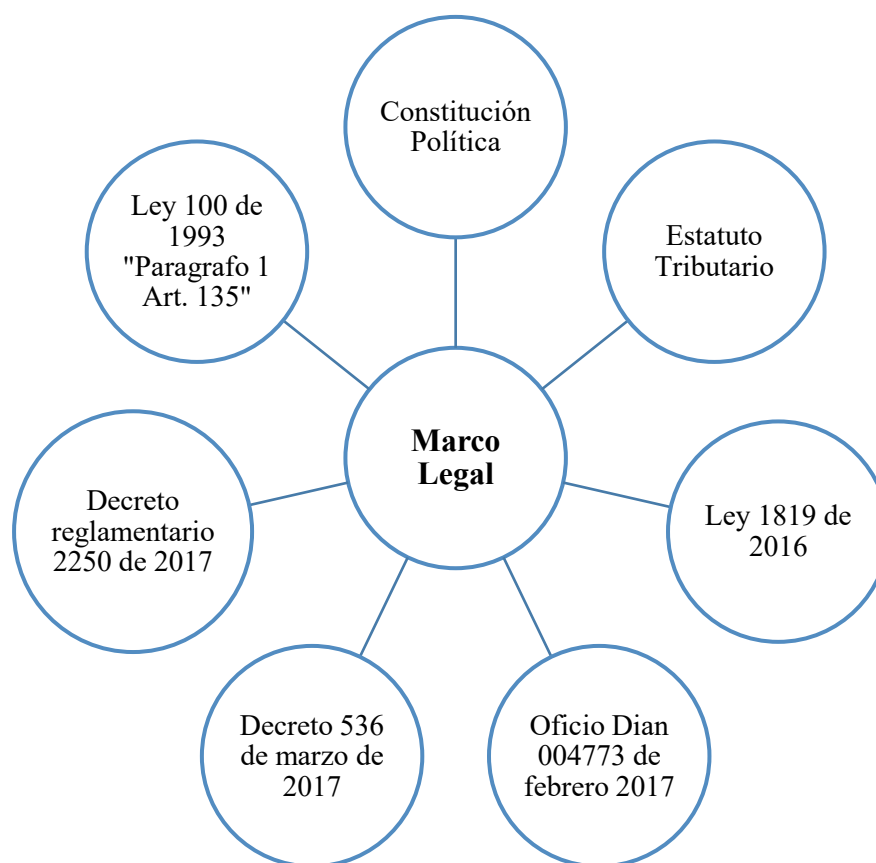 Constitución
Política
Ley 100 de
1993
"Paragrafo 1
Art. 135"
Estatuto
Tributario
Marco
Legal
Decreto
reglamentario
2250 de 2017
Ley 1819 de
2016
Decreto 536
de marzo de
2017
Oficio Dian
004773 de
febrero 2017